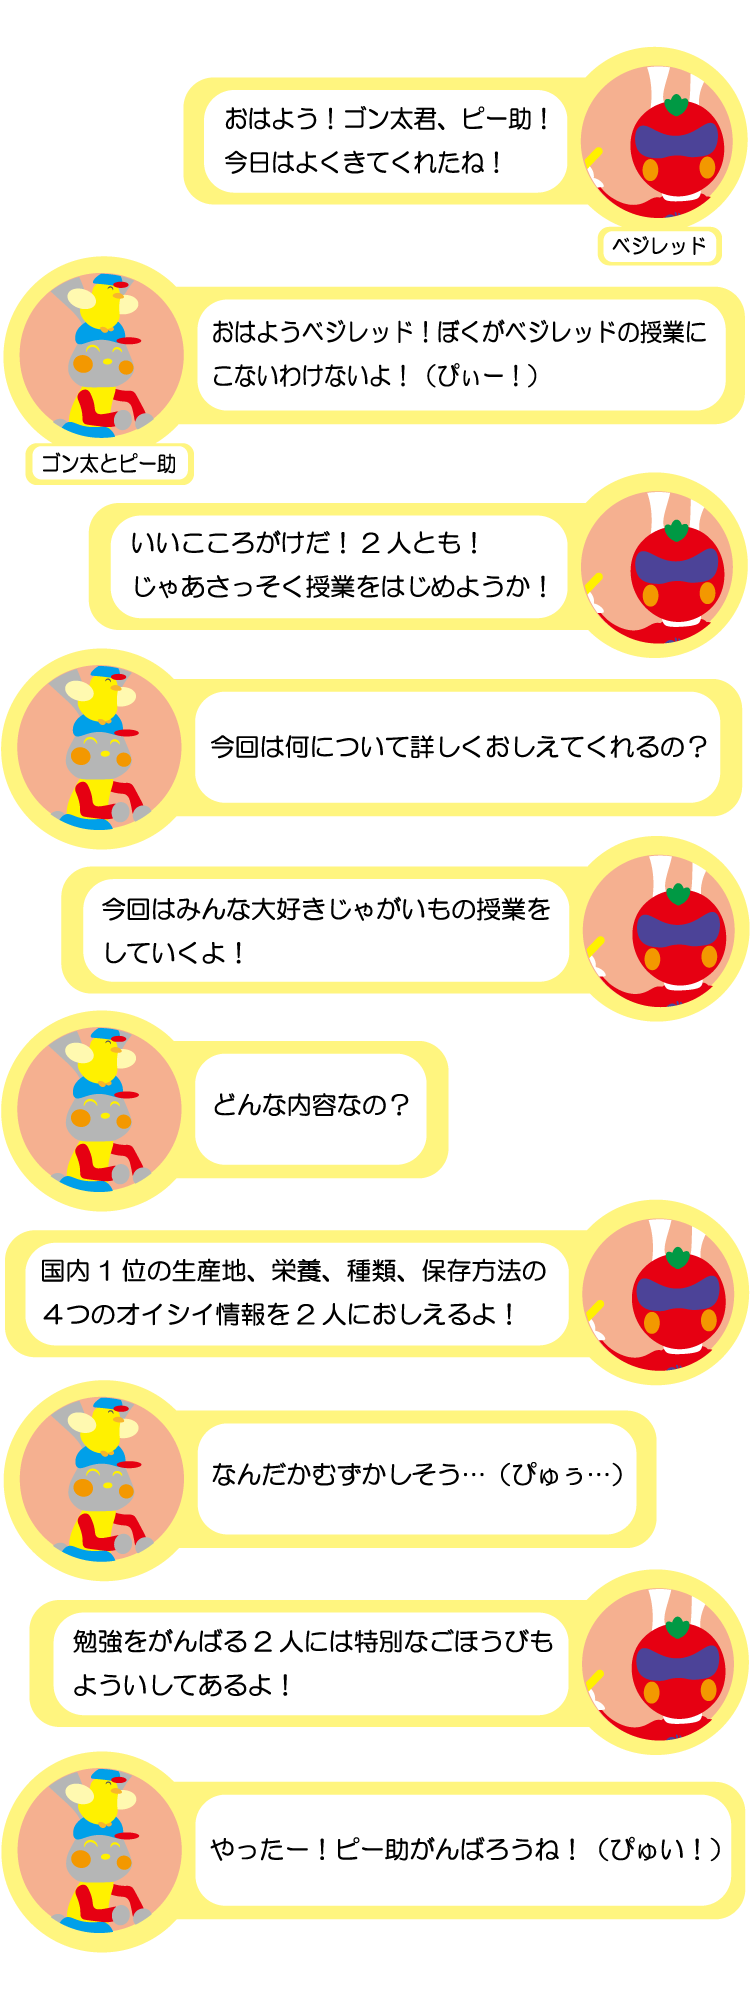 おはよう！ゴン太君、ピー助！
今日はよくきてくれたね！
ベジレッド
おはようベジレッド！ぼくがベジレッドの授業に
こないわけないよ！（ぴぃー！）
ゴン太とピー助
いいこころがけだ！２人とも！
じゃあさっそく授業をはじめようか！
今回は何について詳しくおしえてくれるの？
今回はみんな大好きじゃがいもの授業を
していくよ！
どんな内容なの？
国内１位の生産地、栄養、種類、保存方法の
４つのオイシイ情報を２人におしえるよ！
なんだかむずかしそう…（ぴゅぅ…）
勉強をがんばる２人には特別なごほうびも
よういしてあるよ！
やったー！ピー助がんばろうね！（ぴゅい！）